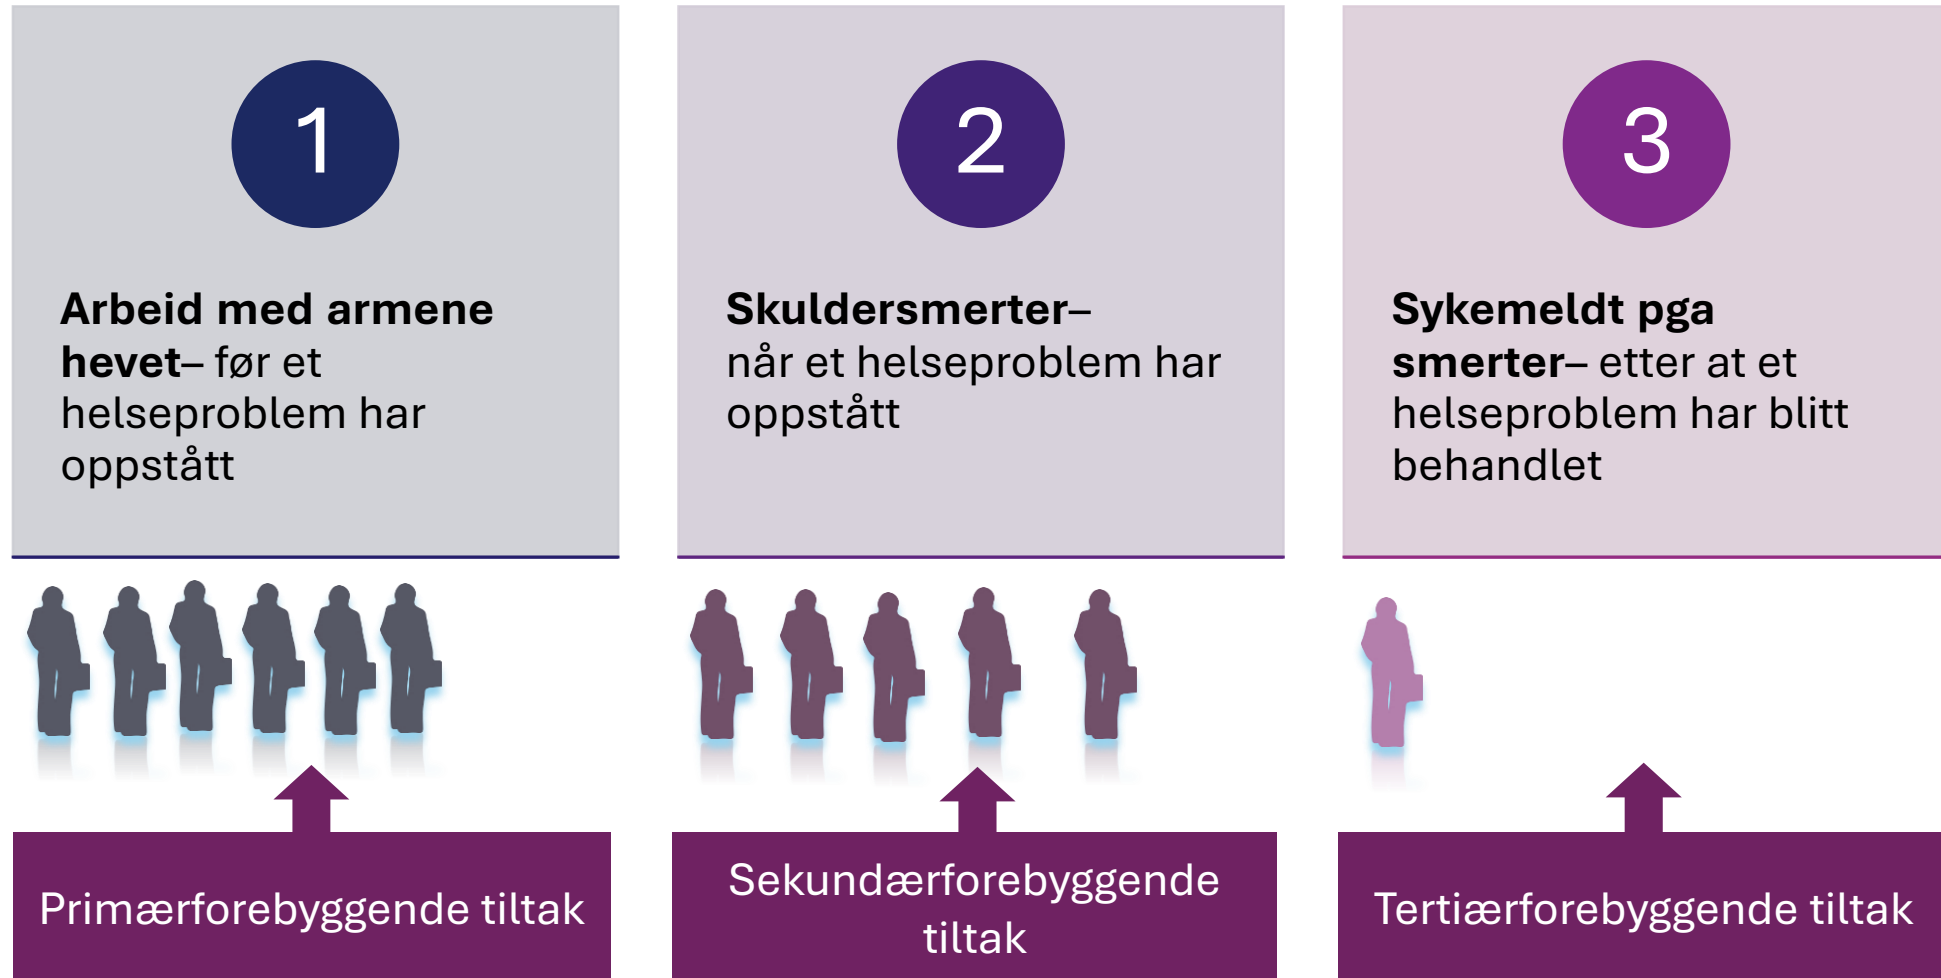 1
Arbeid med armene
hevet– før et
helseproblem har
oppstått
2
Skuldersmerter–
når et helseproblem har
oppstått
3
Sykemeldt pga
smerter– etter at et
helseproblem har blitt
behandlet
Primærforebyggende tiltak
Sekundærforebyggende
tiltak
Tertiærforebyggende tiltak